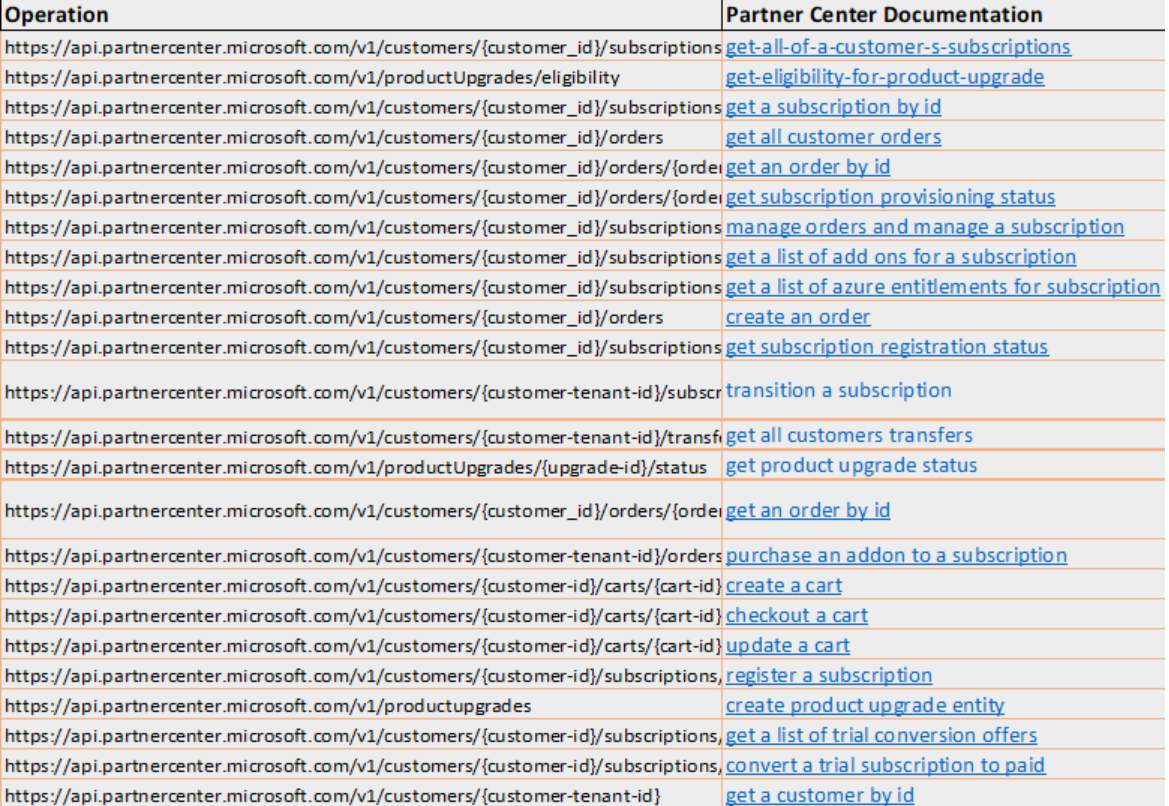 Operation Partner Center Documentation
https://api.partnercenter.microsoft.com/v1/customers/{customer_id}/subscriptions get-all-of-a-customer-s-subscriptions
https://api.partnercenter.microsoft.com/v1/productUpgrades/eligibility get-eligibility-for-product-upgrade
https://api.partnercenter.microsoft.com/v1/customers/{customer_id}/subscriptions get a subscription by id
https://api.partnercenter.microsoft.com/v1/customers/{customer_id}/orders get all customer orders
https://api.partnercenter.microsoft.com/v1/customers/{customer_id}/orders/{order get an order by id
https://api.partnercenter.microsoft.com/v1/customers/{customer_id}/orders/{order get subscription provisioning status
https://api.partnercenter.microsoft.com/v1/customers/{customer_id}/subscriptions manage orders and manage a subscription
https://api.partnercenter.microsoft.com/v1/customers/{customer_id}/subscriptions get a list of add ons for a subscription
https://api.partnercenter.microsoft.com/v1/customers/{customer_id}/subscriptions get a list of azure entitlements for subscription
https://api.partnercenter.microsoft.com/v1/customers/{customer_id}/orders create an order
https://api.partnercenter.microsoft.com/v1/customers/{customer_id}/subscriptions get subscription registration status
https://api.partnercenter.microsoft.com/v1/customers/{customer-tenant-id}/subscr transition a subscription
https://api.partnercenter.microsoft.com/v1/customers/{customer-tenant-id}/transfe get all customers transfers
https://api.partnercenter.microsoft.com/v1/productUpgrades/{upgrade-id}/status get product upgrade status
https://api.partnercenter.microsoft.com/v1/customers/{customer_id}/orders/{order get an order by id
https://api.partnercenter.microsoft.com/v1/customers/{customer-tenant-id}/orders purchase an addon to a subscription
https://api.partnercenter.microsoft.com/v1/customers/{customer-id}/carts/{cart-id} create a cart
https://api.partnercenter.microsoft.com/v1/customers/{customer-id}/carts/{cart-id} checkout a cart
https://api.partnercenter.microsoft.com/v1/customers/{customer-id}/carts/{cart-id} update a cart
https://api.partnercenter.microsoft.com/v1/customers/{customer-id}/subscriptions/ register a subscription
https://api.partnercenter.microsoft.com/v1/productupgrades create product upgrade entity
https://api.partnercenter.microsoft.com/v1/customers/{customer-id}/subscriptions/ get a list of trial conversion offers
https://api.partnercenter.microsoft.com/v1/customers/{customer-id}/subscriptions/ convert a trial subscription to paid
https://api.partnercenter.microsoft.com/v1/customers/{customer-tenant-id} get a customer by id